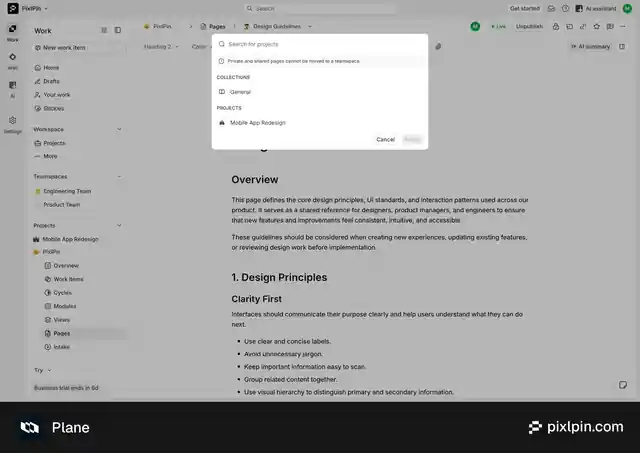 PixlPin
Search
Get started
AI assistant
M
Work
Wiki
AI
Settings
Work
New work item
Home
Drafts
Your work
Stickies
Workspace
Projects
More
Teamspaces
Engineering Team
Product Team
Projects
Mobile App Redesign
PixlPin
Overview
Work items
Cycles
Modules
Views
Pages
Intake
Try
Business trial ends in 6d
PixlPin
Pages
Design Guidelines
M
Live
Unpublish
Heading 2
Color
AI summary
Search for projects
Private and shared pages cannot be moved to a teamspace.
COLLECTIONS
General
PROJECTS
Mobile App Redesign
Cancel
Overview
This page defines the core design principles, UI standards, and interaction patterns used across our
product. It serves as a shared reference for designers, product managers, and engineers to ensure
that new features and improvements feel consistent, intuitive, and accessible.
These guidelines should be considered when creating new experiences, updating existing features,
or reviewing design work before implementation.
1. Design Principles
Clarity First
Interfaces should communicate their purpose clearly and help users understand what they can do
next.
• Use clear and concise labels.
• Avoid unnecessary jargon.
• Keep important information easy to scan.
• Group related content together.
• Use visual hierarchy to distinguish primary and secondary information.
Plane
pixlpin.com